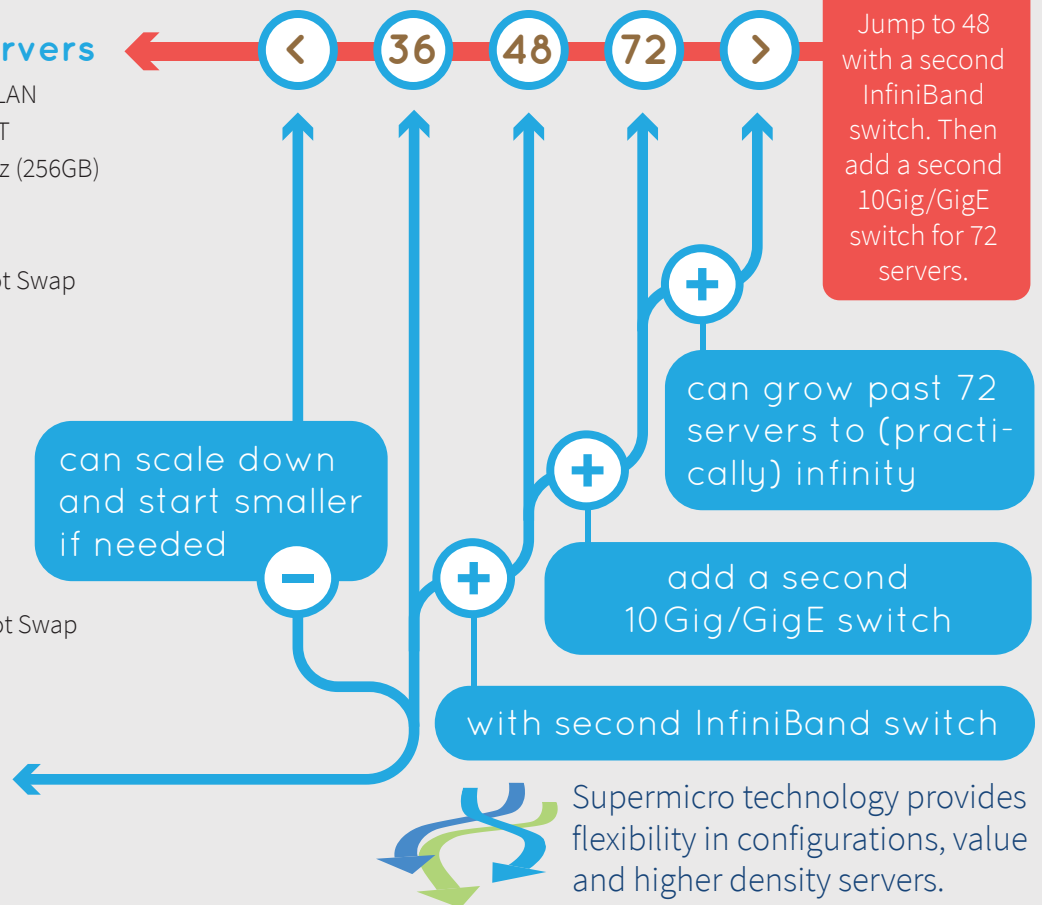 rvers
LAN
T
z (256GB)
ot Swap
ot Swap
< 36 48 72 >
Jump to 48
with a second
InfiniBand
switch. Then
add a second
10Gig/GigE
switch for 72
servers.
can grow past 72
servers to (practi-
cally) infinity
can scale down
and start smaller
if needed
add a second
10Gig/GigE switch
with second InfiniBand switch
Supermicro technology provides
flexibility in configurations, value
and higher density servers.